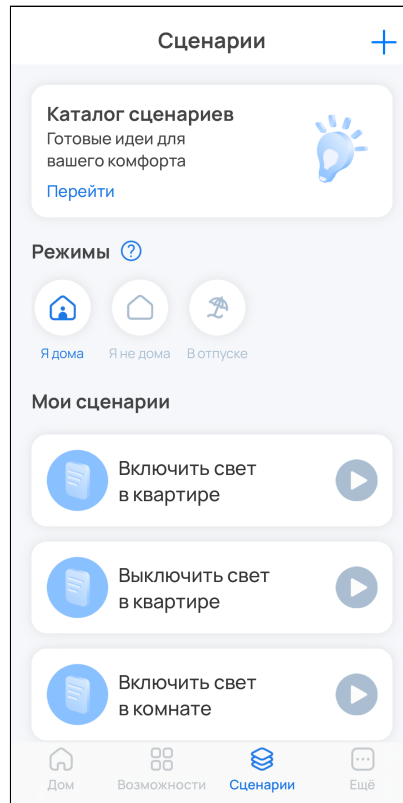 Сценарии
Каталог сценариев
Готовые идеи для
вашего комфорта
Перейти
Режимы
Я дома Я не дома В отпуске
Мои сценарии
Включить свет
в квартире
Выключить свет
в квартире
Включить свет
в комнате
Дом Возможности Сценарии Ещё